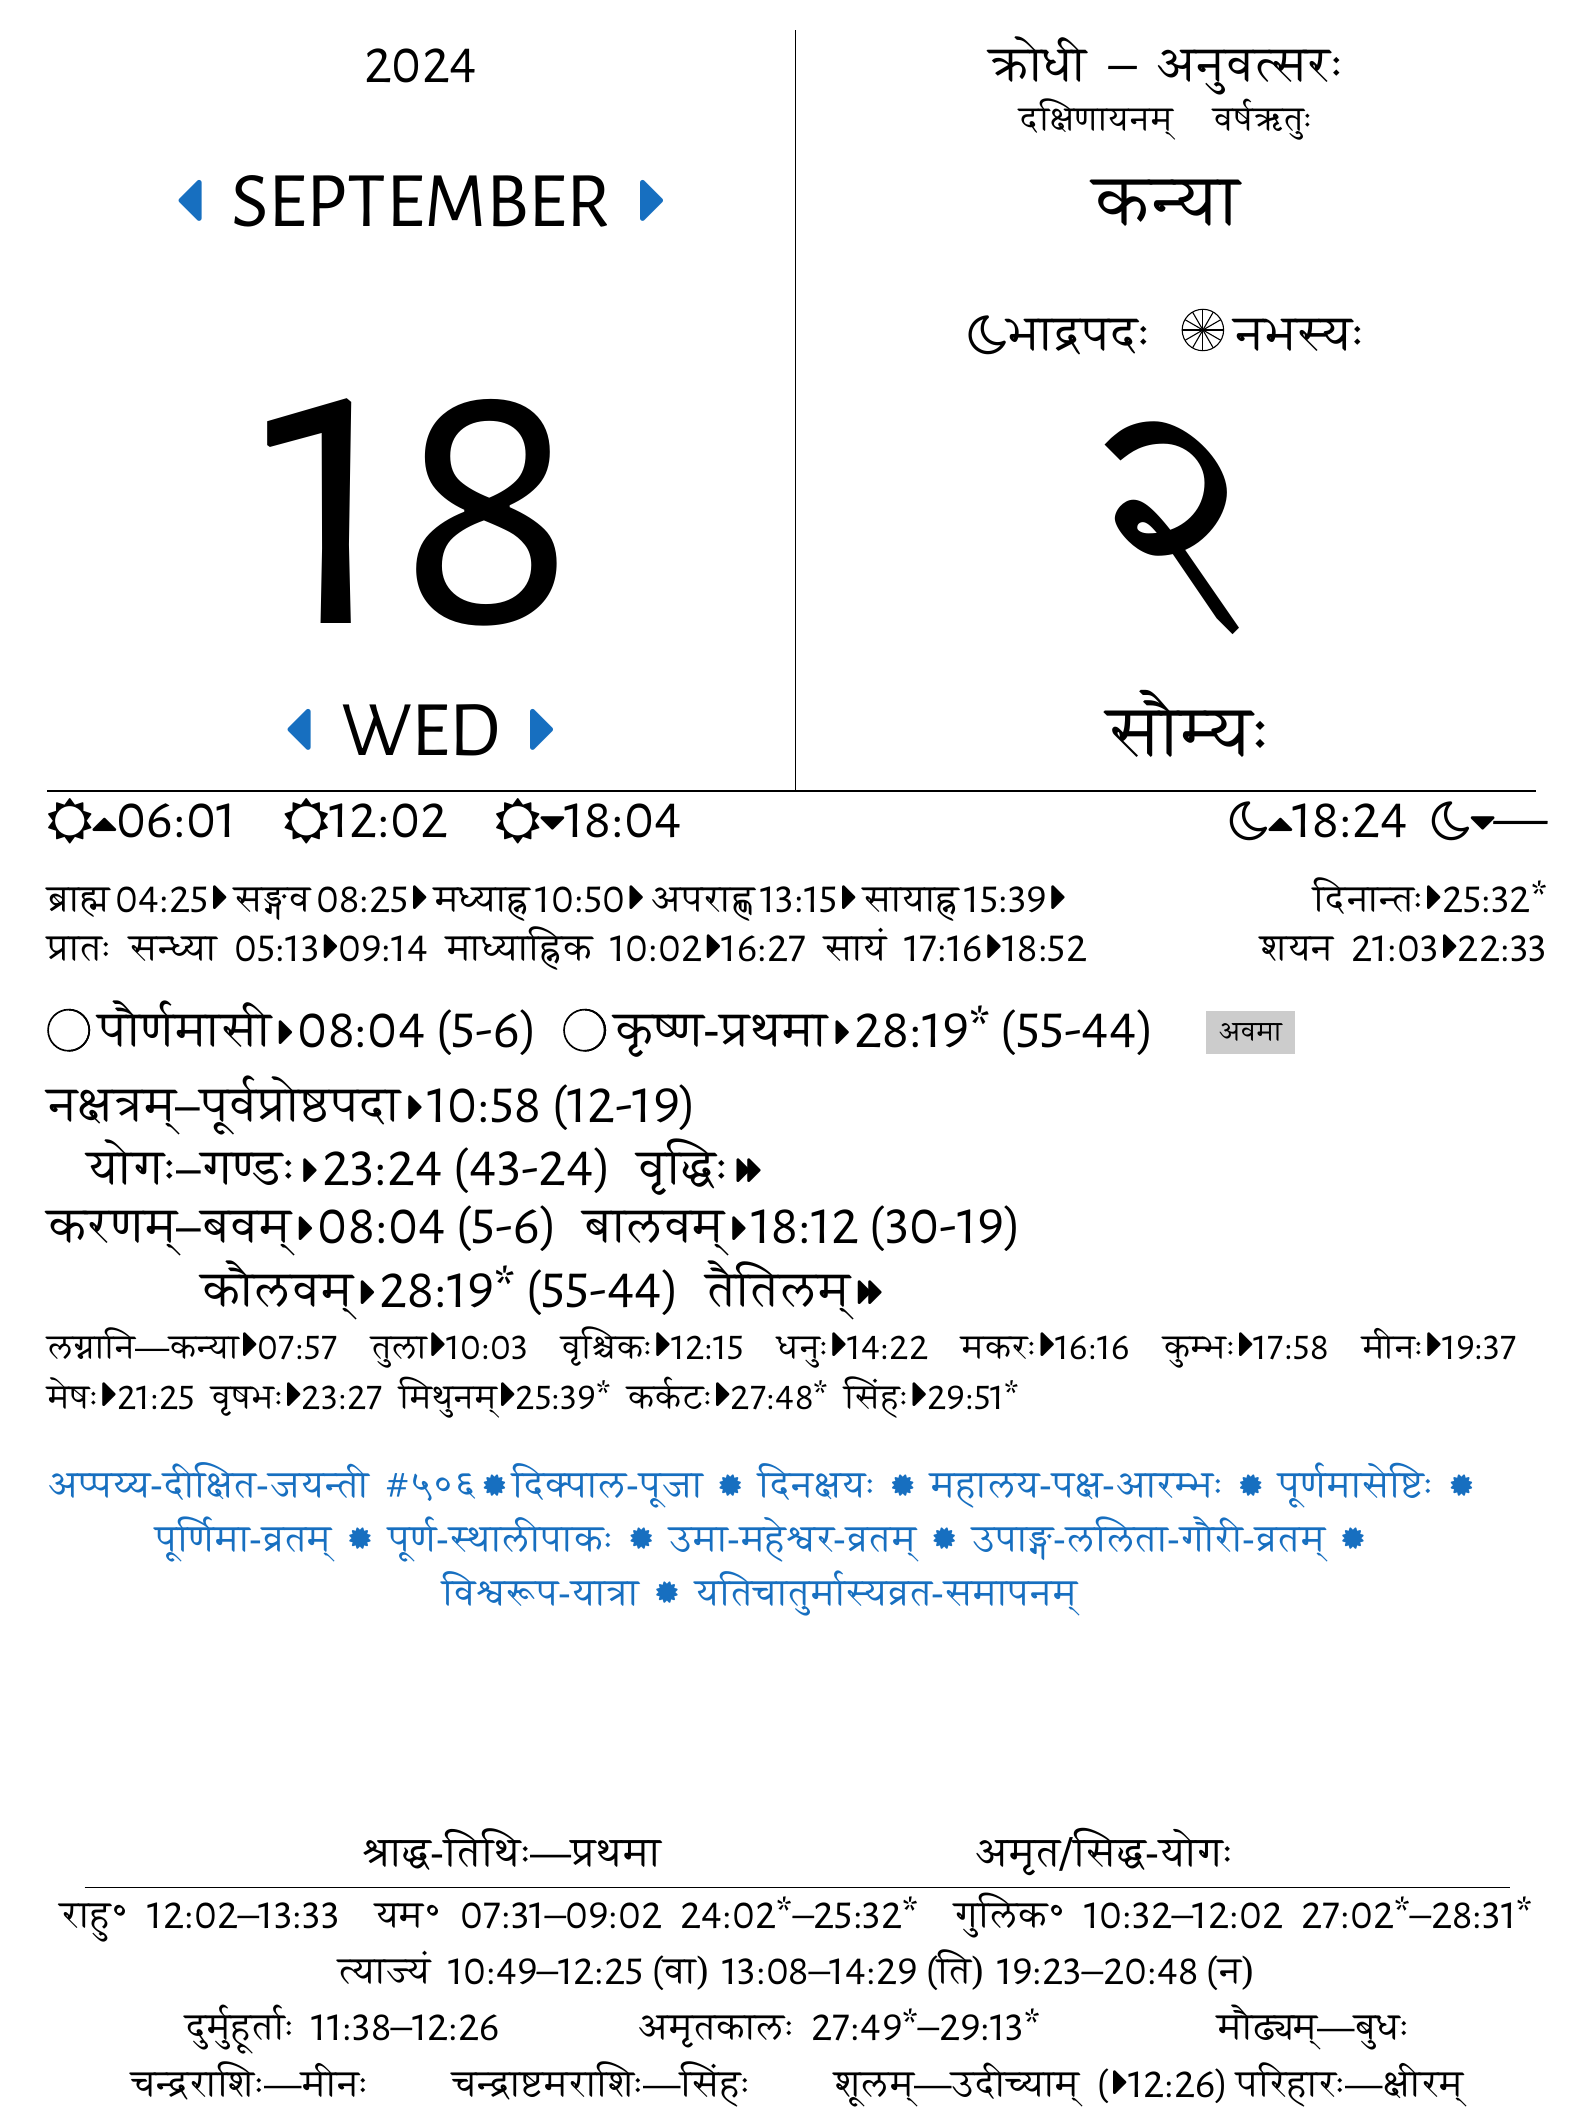 2024
SEPTEMBER
18
WED
क्रोधी – अनुवत्सरः
दक्षिणायनम् वर्षऋतुः
कन्या
भाद्रपदः नभस्यः
२
सौम्यः
06:01 12:02 18:04 18:24 —
ब्राह्म 04:25 सङ्गव 08:25 मध्याह्न 10:50 अपराह्ण 13:15 सायाह्न 15:39 दिनान्तः 25:32*
प्रातः सन्ध्या 05:13 09:14 माध्याह्निक 10:02 16:27 सायं 17:16 18:52 शयन 21:03 22:33
पौर्णमासी 08:04 (5-6) कृष्ण-प्रथमा 28:19* (55-44) अवमा
नक्षत्रम्–पूर्वप्रोष्ठपदा 10:58 (12-19)
योगः–गण्डः 23:24 (43-24) वृद्धिः
करणम्–बवम् 08:04 (5-6) बालवम् 18:12 (30-19)
कौलवम् 28:19* (55-44) तैतिलम्
लग्नानि—कन्या 07:57 तुला 10:03 वृश्चिकः 12:15 धनुः 14:22 मकरः 16:16 कुम्भः 17:58 मीनः 19:37
मेषः 21:25 वृषभः 23:27 मिथुनम् 25:39* कर्कटः 27:48* सिंहः 29:51*
अप्पय्य-दीक्षित-जयन्ती #५०६ दिक्पाल-पूजा दिनक्षयः महालय-पक्ष-आरम्भः पूर्णमासेष्टिः
पूर्णिमा-व्रतम् पूर्ण-स्थालीपाकः उमा-महेश्वर-व्रतम् उपाङ्ग-ललिता-गौरी-व्रतम्
विश्वरूप-यात्रा यतिचातुर्मास्यव्रत-समापनम्
श्राद्ध-तिथिः—प्रथमा अमृत/सिद्ध-योगः
राहु° 12:02–13:33 यम° 07:31–09:02 24:02*–25:32* गुलिक° 10:32–12:02 27:02*–28:31*
त्याज्यं 10:49–12:25 (वा) 13:08–14:29 (ति) 19:23–20:48 (न)
दुर्मुहूर्ताः 11:38–12:26 अमृतकालः 27:49*–29:13* मौढ्यम्—बुधः
चन्द्रराशिः—मीनः चन्द्राष्टमराशिः—सिंहः शूलम्—उदीच्याम् (12:26) परिहारः—क्षीरम्